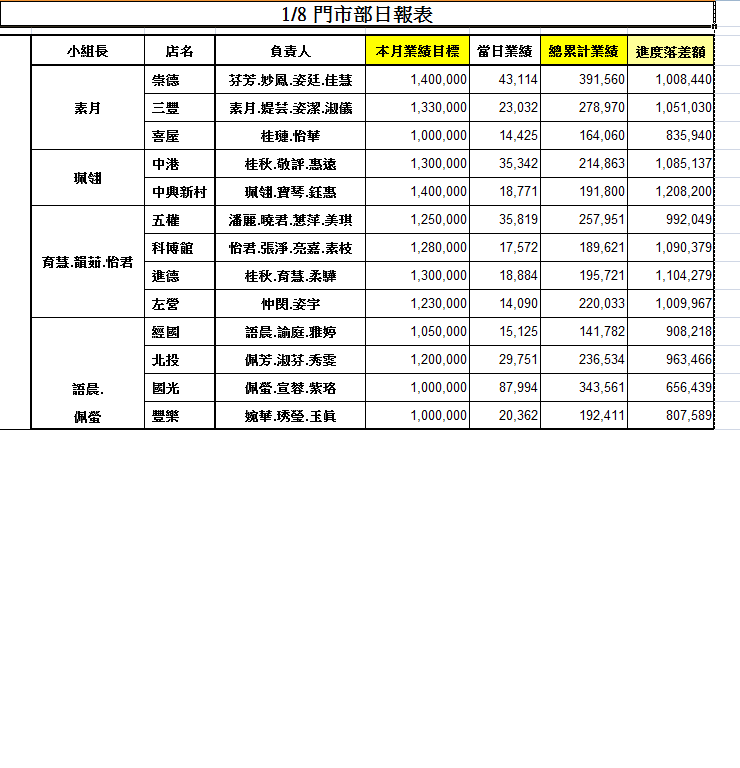 1/8 門市部日報表
小組長 店名 負責人 本月業績目標 當日業績 總累計業績 進度落差額
素月 崇德 芬芳.妙鳳.姿廷.佳慧 1,400,000 43,114 391,560 1,008,440
三豐 素月.緹芸.姿潔.淑儀 1,330,000 23,032 278,970 1,051,030
喜屋 桂璉.怡華 1,000,000 14,425 164,060 835,940
珮翎 中港 桂秋.敬評.惠遠 1,300,000 35,342 214,863 1,085,137
中興新村 珮翎.寶琴.鈺惠 1,400,000 18,771 191,800 1,208,200
育慧.韻茹.怡君 五權 潘麗.曉君.蕙萍.美琪 1,250,000 35,819 257,951 992,049
科博館 怡君.張淨.亮嘉.素枝 1,280,000 17,572 189,621 1,090,379
進德 桂秋.育慧.柔驊 1,300,000 18,884 195,721 1,104,279
左營 仲閔.姿宇 1,230,000 14,090 220,033 1,009,967
語晨. 經國 語晨.諭庭.雅婷 1,050,000 15,125 141,782 908,218
北投 佩芳.淑芬.秀雯 1,200,000 29,751 236,534 963,466
國光 佩螢.宣蓉.紫珞 1,000,000 87,994 343,561 656,439
佩螢 豐樂 婉華.琇瑩.玉真 1,000,000 20,362 192,411 807,589